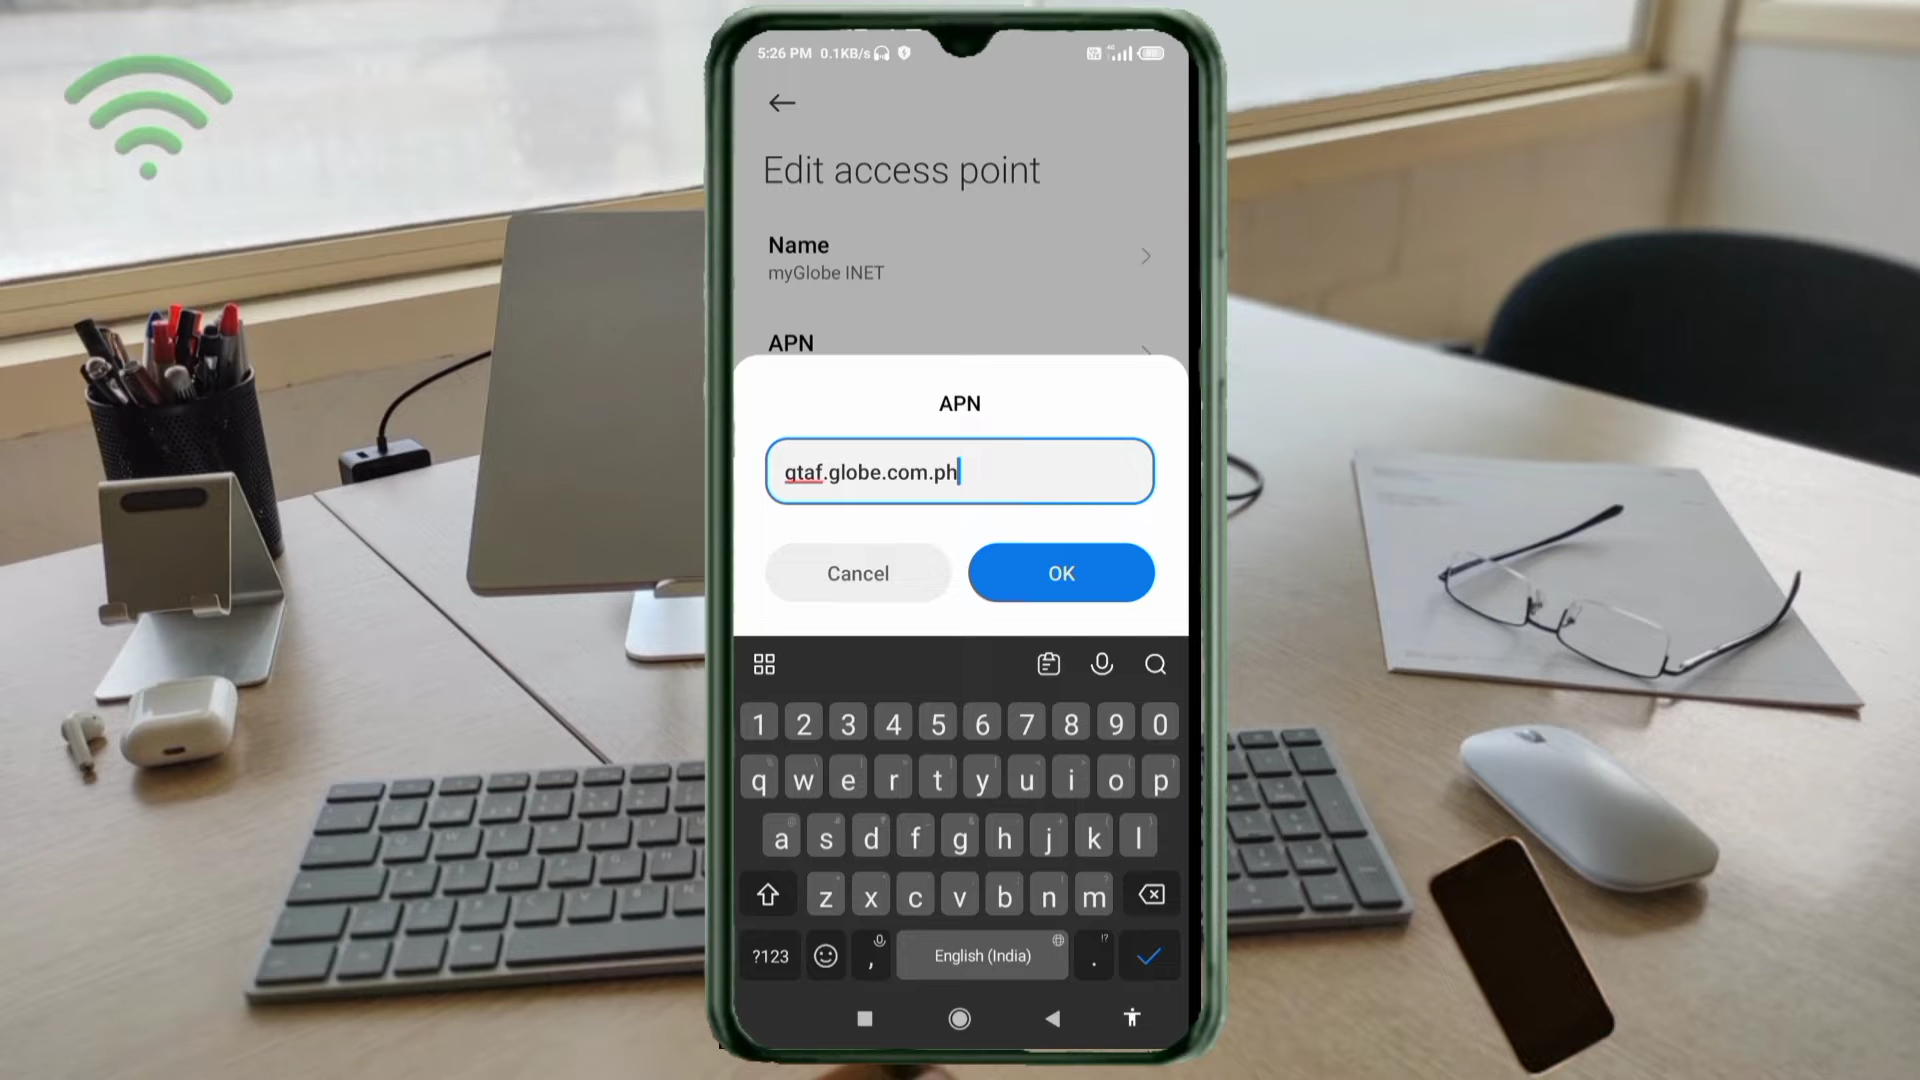 5:26 PM 0.1KB/s
Edit access point
Name
myGlobe INET
APN
APN
gtaf.globe.com.ph
Cancel OK
1 2 3 4 5 6 7 8 9 0
q w e r t y u i o p
a s d f g h j k l
z x c v b n m
?123 , English (India) .